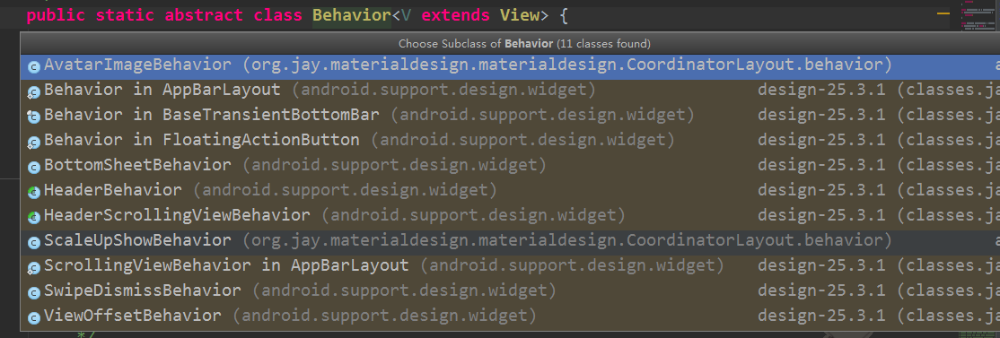 public static abstract class Behavior<V extends View> {
Choose Subclass of Behavior (11 classes found)
AvatarImageBehavior (org.jay.materialdesign.materialdesign.CoordinatorLayout.behavior) a
Behavior in AppBarLayout (android.support.design.widget) design-25.3.1 (classes.ja
Behavior in BaseTransientBottomBar (android.support.design.widget) design-25.3.1 (classes.ja
Behavior in FloatingActionButton (android.support.design.widget) design-25.3.1 (classes.ja
BottomSheetBehavior (android.support.design.widget) design-25.3.1 (classes.ja
HeaderBehavior (android.support.design.widget) design-25.3.1 (classes.ja
HeaderScrollingViewBehavior (android.support.design.widget) design-25.3.1 (classes.ja
ScaleUpShowBehavior (org.jay.materialdesign.materialdesign.CoordinatorLayout.behavior) a
ScrollingViewBehavior in AppBarLayout (android.support.design.widget) design-25.3.1 (classes.ja
SwipeDismissBehavior (android.support.design.widget) design-25.3.1 (classes.ja
ViewOffsetBehavior (android.support.design.widget) design-25.3.1 (classes.ja
*/